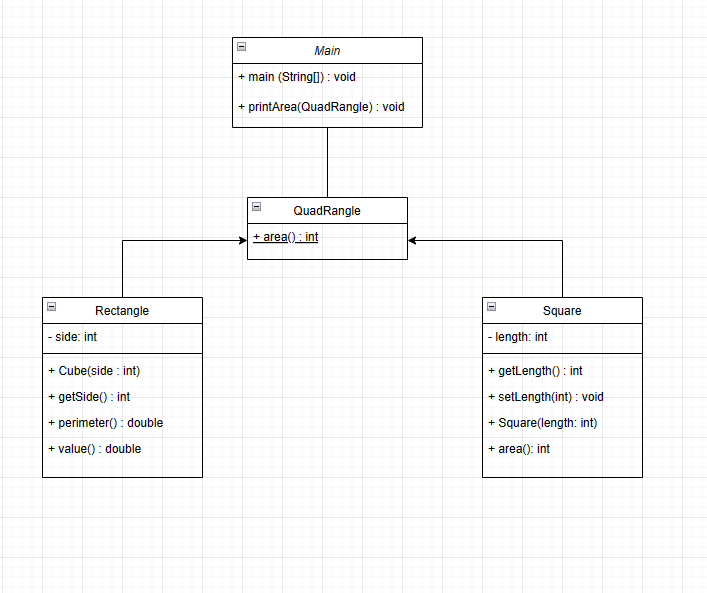 Main
+ main (String[]) : void
+ printArea(QuadRangle) : void
QuadRangle
+ area() : int
Rectangle
- side: int
+ Cube(side : int)
+ getSide() : int
+ perimeter() : double
+ value() : double
Square
- length: int
+ getLength() : int
+ setLength(int) : void
+ Square(length: int)
+ area(): int